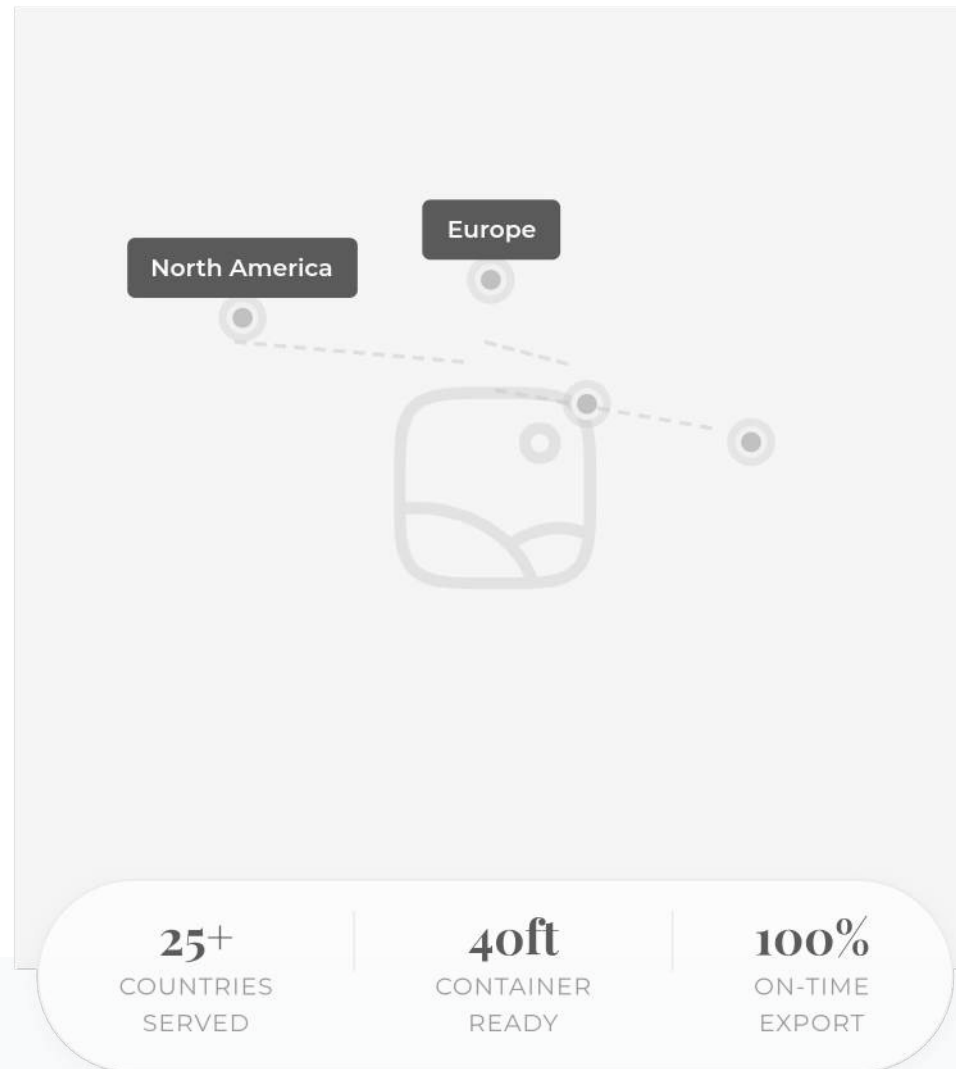 Europe
North America
25+
COUNTRIES
SERVED
40ft
CONTAINER
READY
100%
ON-TIME
EXPORT